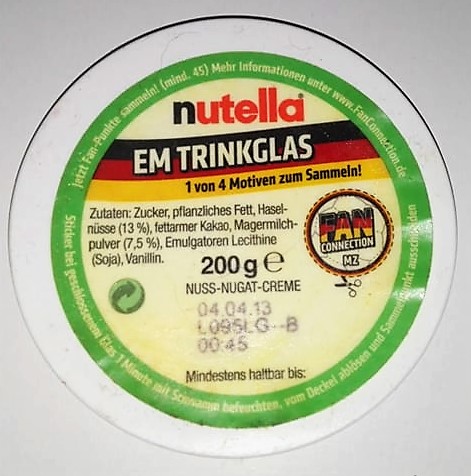 Jetzt Fan-Punkte sammeln! (mind. 45) Mehr Informationen unter www.FanConnection.de
nutella
EM TRINKGLAS
1 von 4 Motiven zum Sammeln!
Zutaten: Zucker, pflanzliches Fett, Hasel-
nüsse (13 %), fettarmer Kakao, Magermilch-
pulver (7,5 %), Emulgatoren Lecithine
(Soja), Vanillin.
FAN
CONNECTION
MZ
200 g ℮
NUSS-NUGAT-CREME
04.04.13
L095LG--B
00:45
Mindestens haltbar bis:
Sticker bei geschlossenem Glas 1 Minute mit Schwamm befeuchten, vom Deckel ablösen und Sammelpunkt ausschneiden